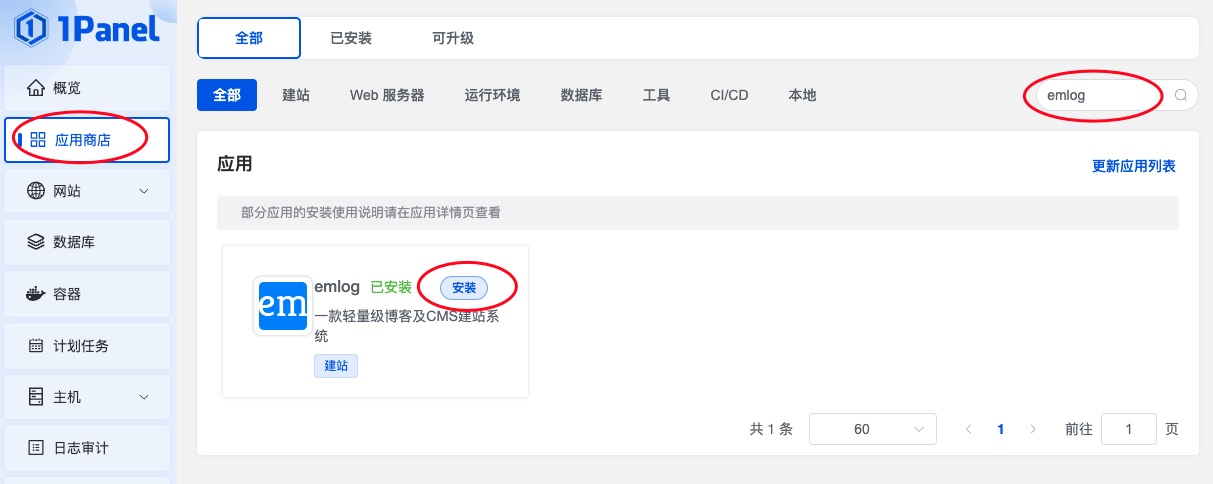 1Panel
概览
应用商店
网站
数据库
容器
计划任务
主机
日志审计
全部 已安装 可升级
全部 建站 Web 服务器 运行环境 数据库 工具 CI/CD 本地 emlog
应用 更新应用列表
部分应用的安装使用说明请在应用详情页查看
em
emlog 已安装 安装
一款轻量级博客及CMS建站系
统
建站
共 1 条 60 1 前往 1 页